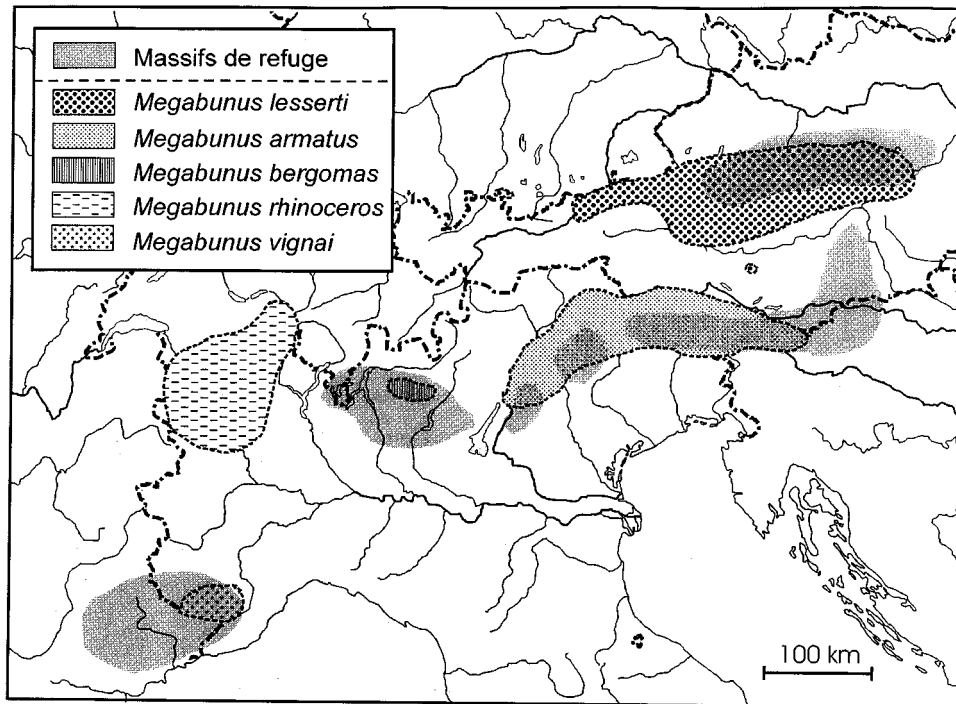 Massifs de refuge
Megabunus lesserti
Megabunus armatus
Megabunus bergomas
Megabunus rhinoceros
Megabunus vignai
100 km